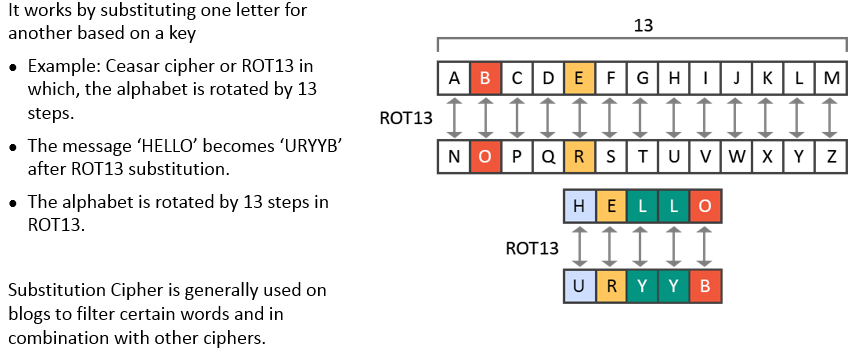 It works by substituting one letter for
another based on a key
• Example: Ceasar cipher or ROT13 in
which, the alphabet is rotated by 13
steps.
• The message ‘HELLO’ becomes ‘URYYB’
after ROT13 substitution.
• The alphabet is rotated by 13 steps in
ROT13.
Substitution Cipher is generally used on
blogs to filter certain words and in
combination with other ciphers.
13
A B C D E F G H I J K L M
ROT13
N O P Q R S T U V W X Y Z
H E L L O
ROT13
U R Y Y B